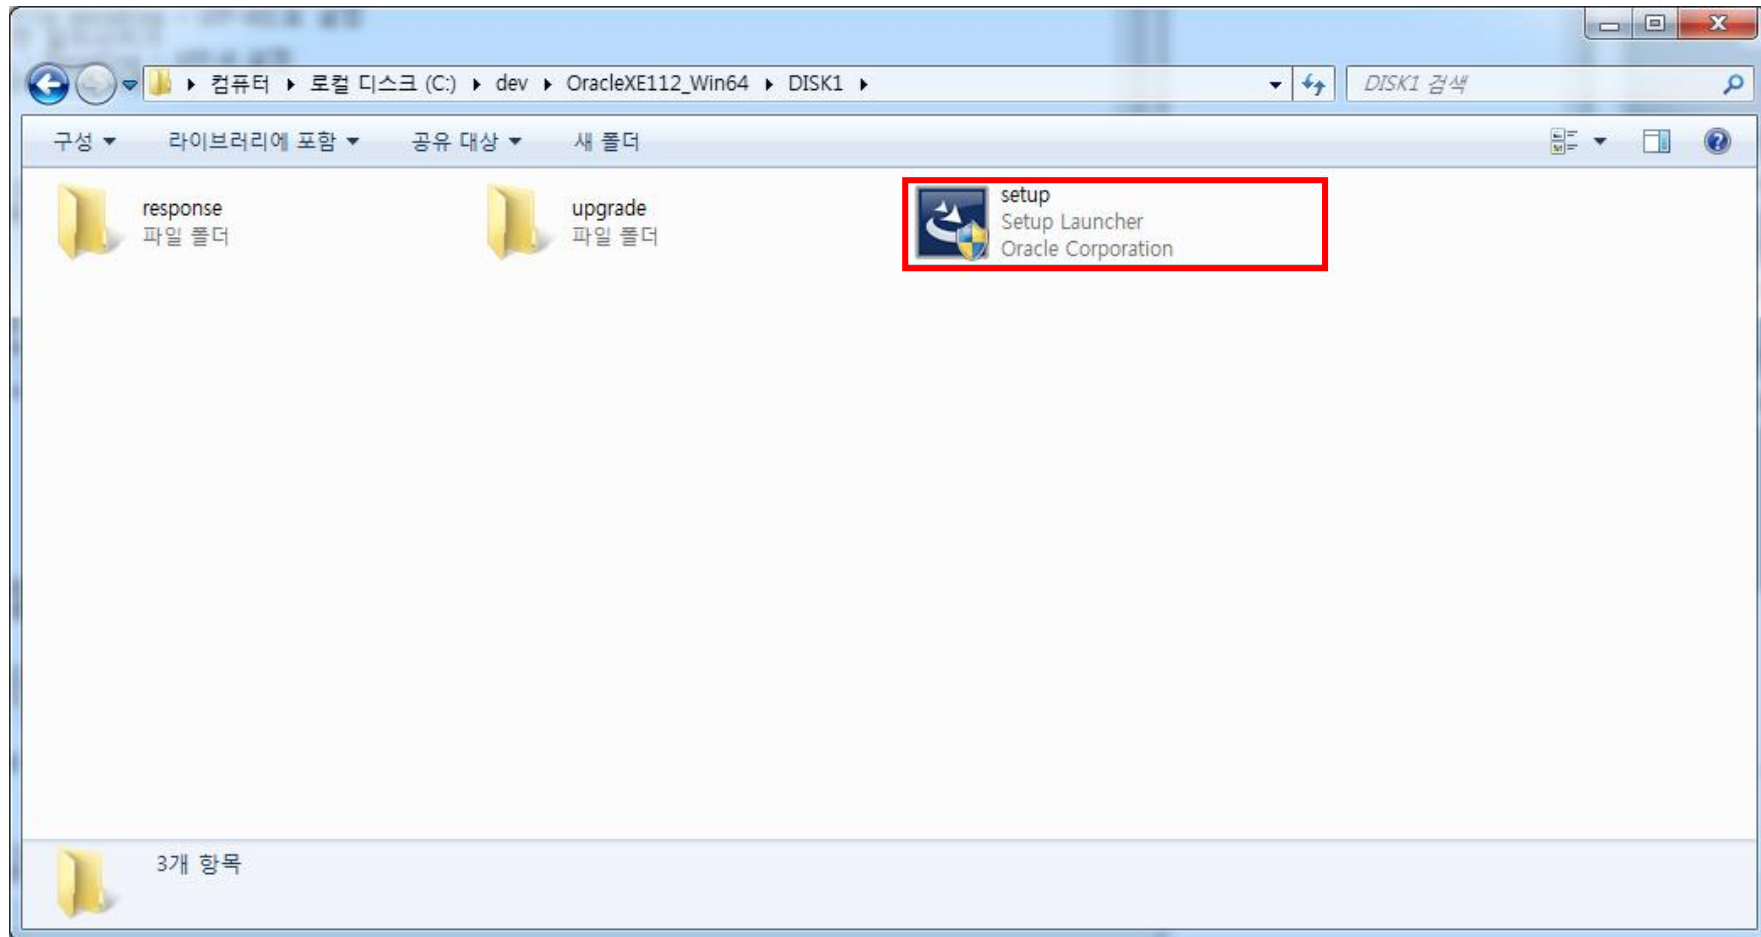 컴퓨터 로컬 디스크 (C:) dev OracleXE112_Win64 DISK1
DISK1 검색
구성 라이브러리에 포함 공유 대상 새 폴더
response
파일 폴더
upgrade
파일 폴더
setup
Setup Launcher
Oracle Corporation
3개 항목